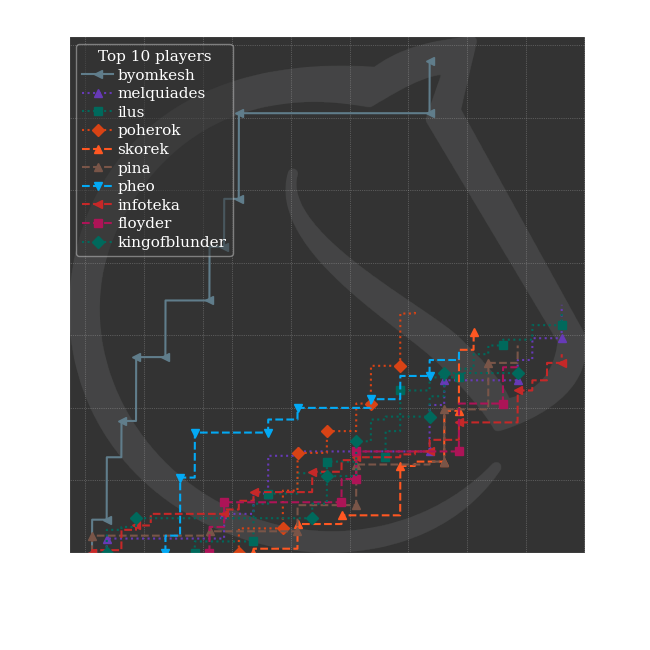 Top 10 players
byomkesh
melquiades
ilus
poherok
skorek
pina
pheo
infoteka
floyder
kingofblunder